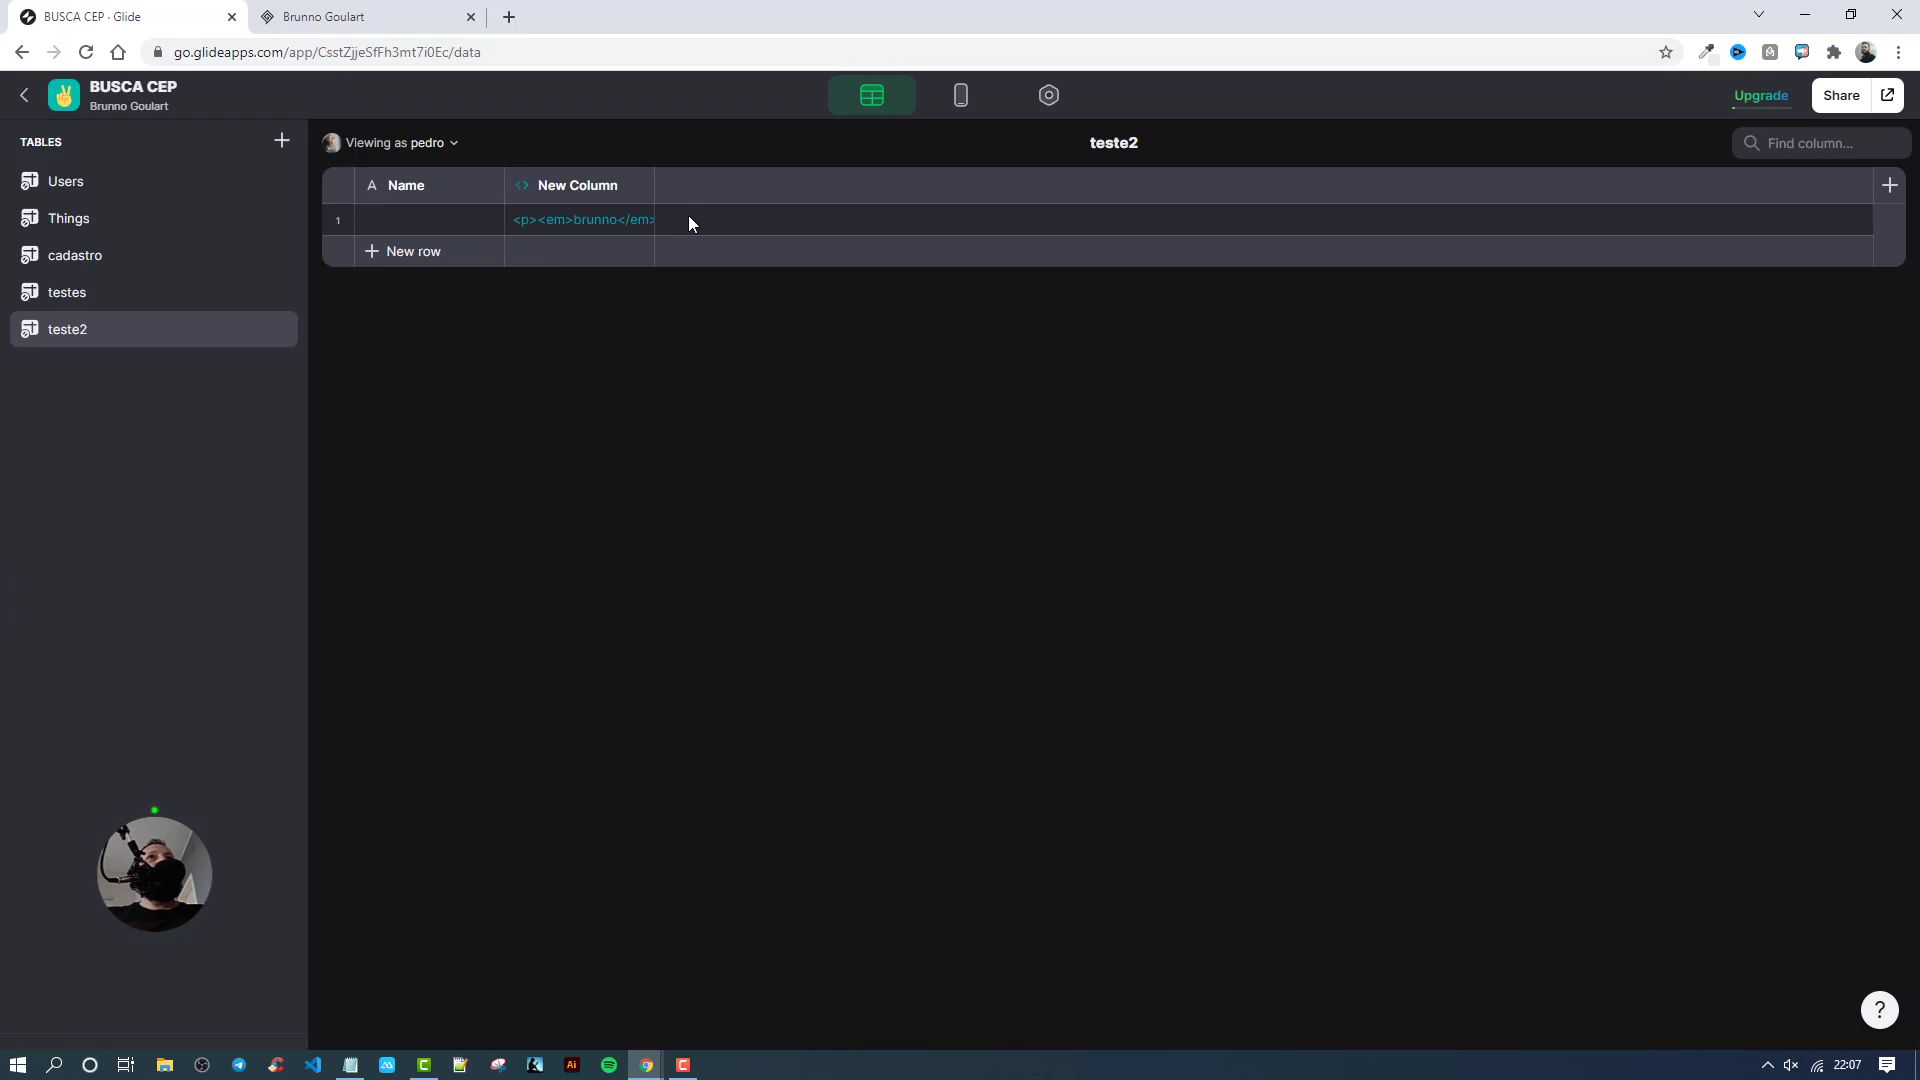 BUSCA CEP · Glide
Brunno Goulart
go.glideapps.com/app/CsstZjjeSfFh3mt7i0Ec/data
BUSCA CEP
Brunno Goulart
Upgrade
Share
TABLES
Viewing as pedro
teste2
Find column...
Users
Things
cadastro
testes
teste2
A Name
<> New Column
1
<p><em>brunno</em>
+ New row
?
Ai
22:07